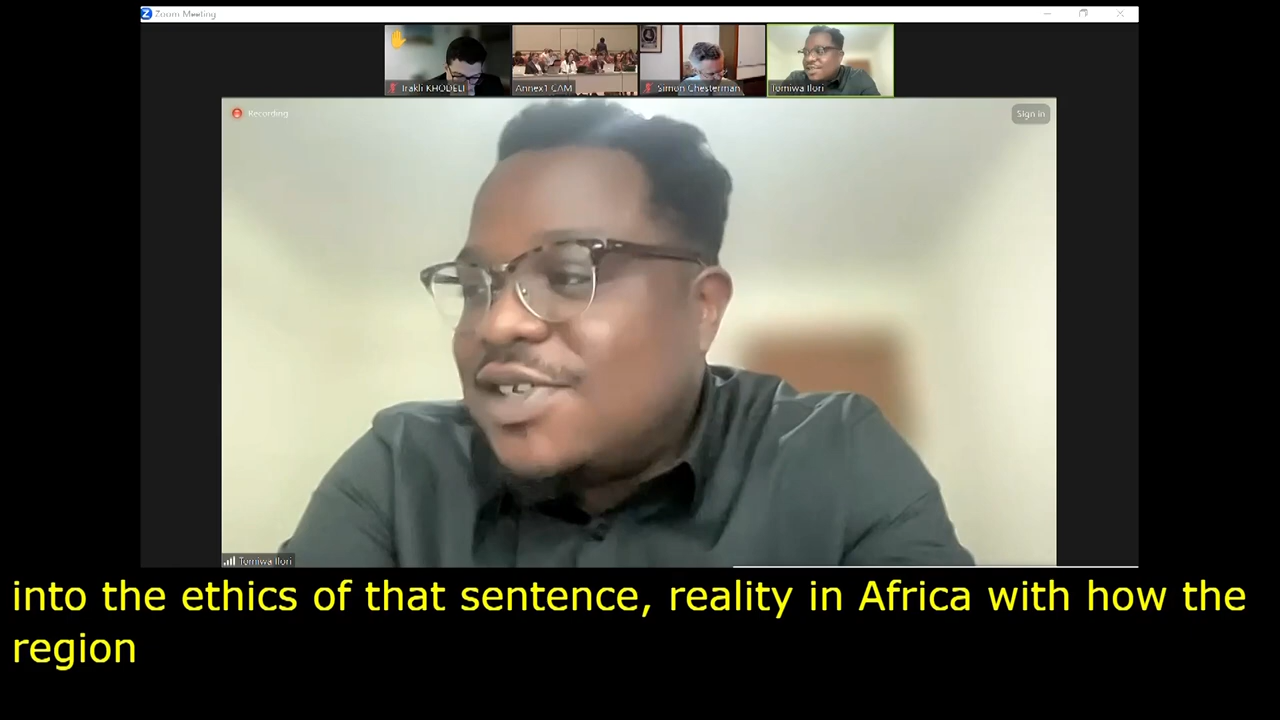 Zoom Meeting
Irakli KHODELI
Annex1 CAM
Simon Chesterman
Tomiwa Ilori
Recording
Sign in
Tomiwa Ilori
into the ethics of that sentence, reality in Africa with how the
region